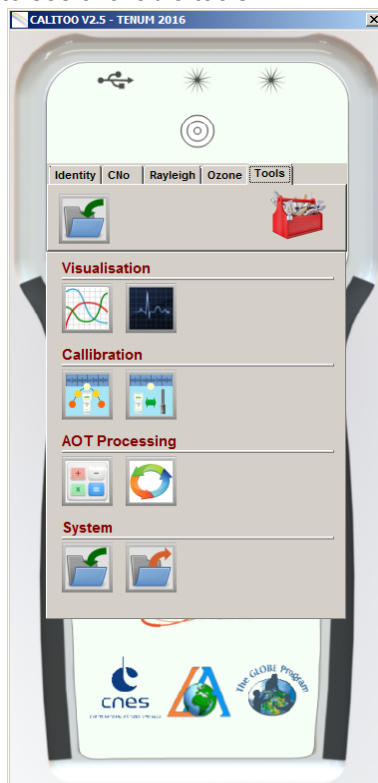 CALITOO V2.5 - TENUM 2016
Identity CNo Rayleigh Ozone Tools
Visualisation
Callibration
AOT Processing
System
cnes
The GLOBE Program